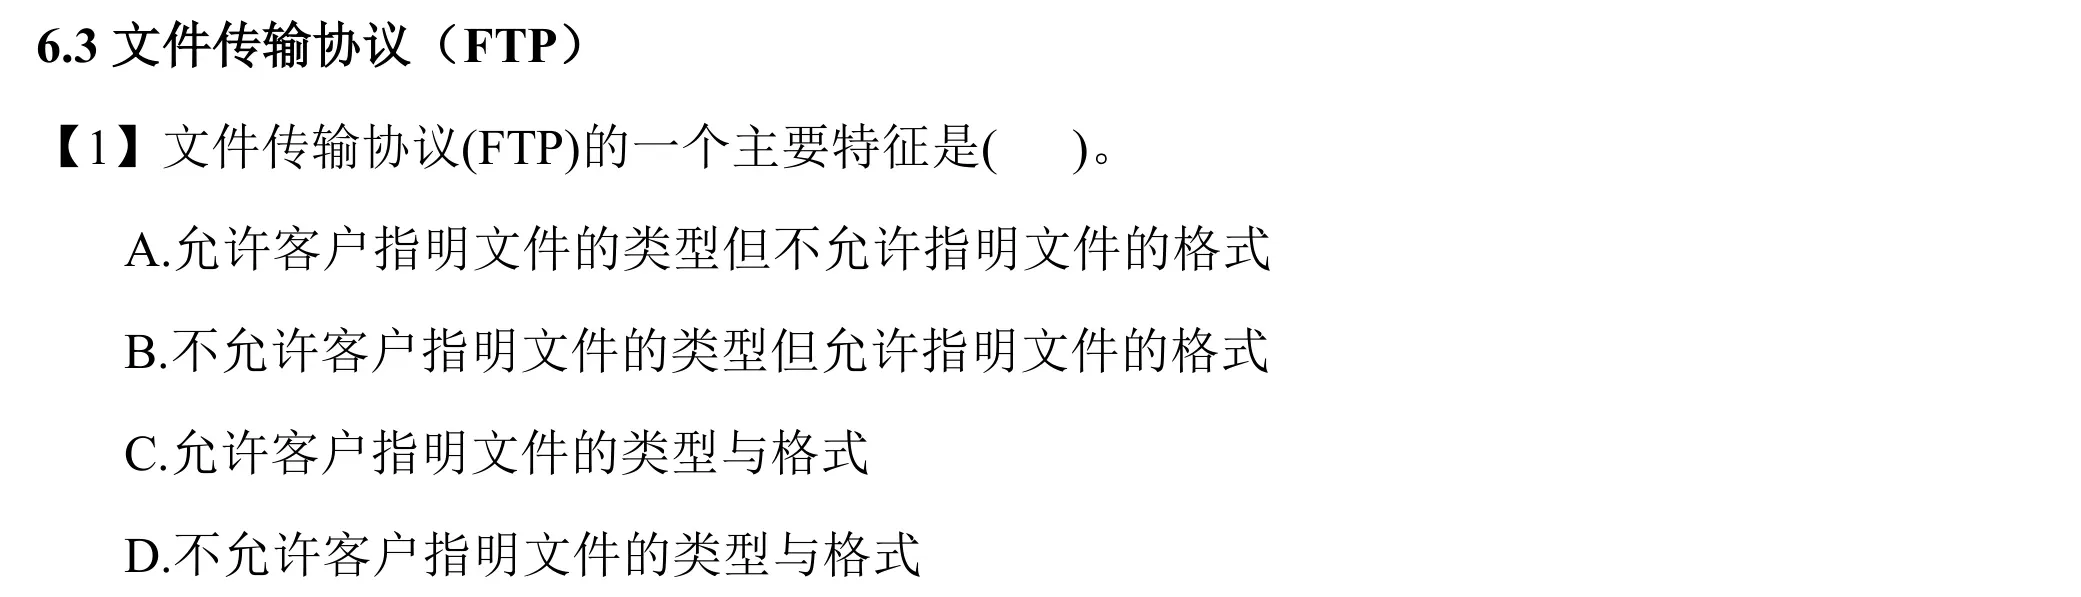 6.3 文件传输协议（FTP）
【1】文件传输协议(FTP)的一个主要特征是(    )。
A.允许客户指明文件的类型但不允许指明文件的格式
B.不允许客户指明文件的类型但允许指明文件的格式
C.允许客户指明文件的类型与格式
D.不允许客户指明文件的类型与格式